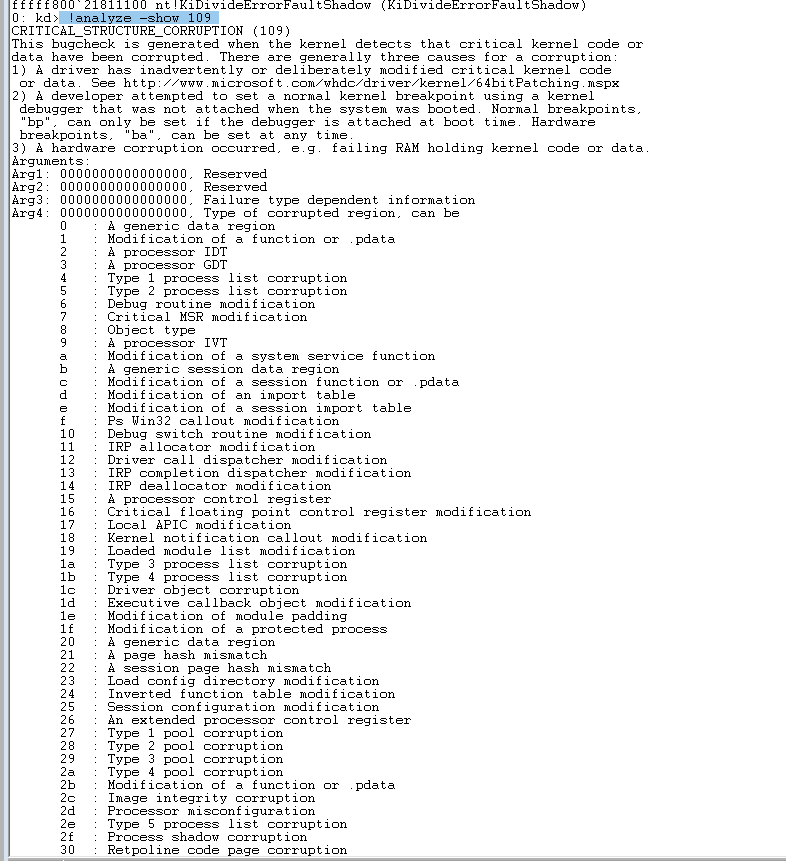 fffff800`21811100 nt!KiDivideErrorFaultShadow (KiDivideErrorFaultShadow)
0: kd> !analyze -show 109
CRITICAL_STRUCTURE_CORRUPTION (109)
This bugcheck is generated when the kernel detects that critical kernel code or
data have been corrupted. There are generally three causes for a corruption:
1) A driver has inadvertently or deliberately modified critical kernel code
 or data. See http://www.microsoft.com/whdc/driver/kernel/64bitPatching.mspx
2) A developer attempted to set a normal kernel breakpoint using a kernel
 debugger that was not attached when the system was booted. Normal breakpoints,
 "bp", can only be set if the debugger is attached at boot time. Hardware
 breakpoints, "ba", can be set at any time.
3) A hardware corruption occurred, e.g. failing RAM holding kernel code or data.
Arguments:
Arg1: 0000000000000000, Reserved
Arg2: 0000000000000000, Reserved
Arg3: 0000000000000000, Failure type dependent information
Arg4: 0000000000000000, Type of corrupted region, can be
0 : A generic data region
1 : Modification of a function or .pdata
2 : A processor IDT
3 : A processor GDT
4 : Type 1 process list corruption
5 : Type 2 process list corruption
6 : Debug routine modification
7 : Critical MSR modification
8 : Object type
9 : A processor IVT
a : Modification of a system service function
b : A generic session data region
c : Modification of a session function or .pdata
d : Modification of an import table
e : Modification of a session import table
f : Ps Win32 callout modification
10 : Debug switch routine modification
11 : IRP allocator modification
12 : Driver call dispatcher modification
13 : IRP completion dispatcher modification
14 : IRP deallocator modification
15 : A processor control register
16 : Critical floating point control register modification
17 : Local APIC modification
18 : Kernel notification callout modification
19 : Loaded module list modification
1a : Type 3 process list corruption
1b : Type 4 process list corruption
1c : Driver object corruption
1d : Executive callback object modification
1e : Modification of module padding
1f : Modification of a protected process
20 : A generic data region
21 : A page hash mismatch
22 : A session page hash mismatch
23 : Load config directory modification
24 : Inverted function table modification
25 : Session configuration modification
26 : An extended processor control register
27 : Type 1 pool corruption
28 : Type 2 pool corruption
29 : Type 3 pool corruption
2a : Type 4 pool corruption
2b : Modification of a function or .pdata
2c : Image integrity corruption
2d : Processor misconfiguration
2e : Type 5 process list corruption
2f : Process shadow corruption
30 : Retpoline code page corruption